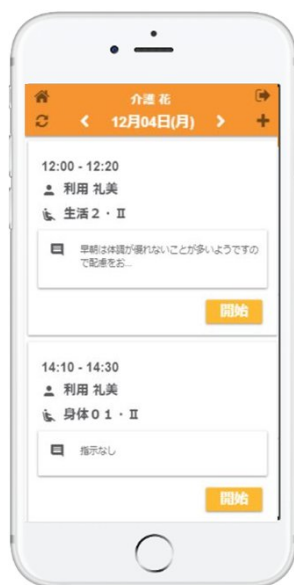 介護 花
12月04日(月)
12:00 - 12:20
利用 礼美
生活２・Ⅱ
早朝は体調が優れないことが多いようですの
で配慮をお...
開始
14:10 - 14:30
利用 礼美
身体０１・Ⅱ
指示なし
開始